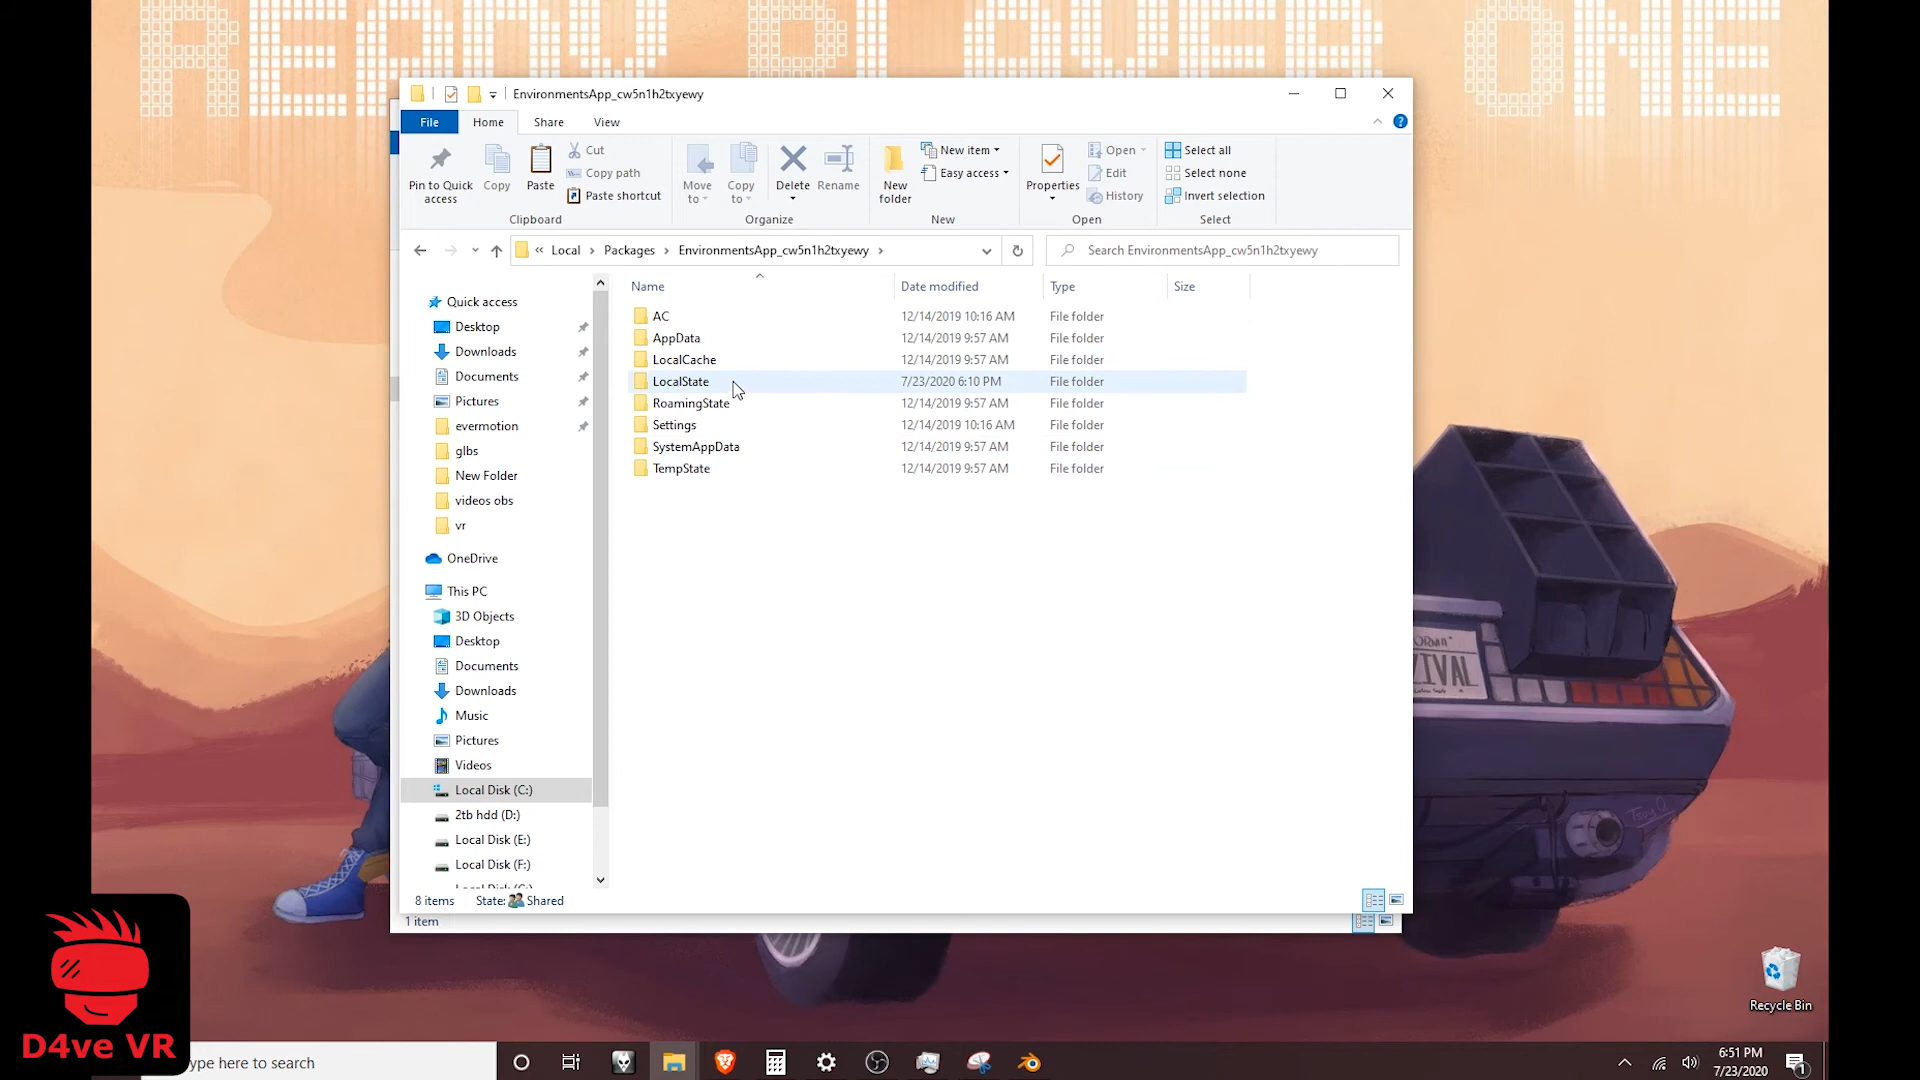 READY PLAYER ONE
EnvironmentsApp_cw5n1h2txyewy
File Home Share View
Pin to Quick access
Copy
Paste
Cut
Copy path
Paste shortcut
Move to
Copy to
Delete
Rename
New folder
New item
Easy access
Properties
Open
Edit
History
Select all
Select none
Invert selection
Clipboard Organize New Open Select
« Local › Packages › EnvironmentsApp_cw5n1h2txyewy ›
Search EnvironmentsApp_cw5n1h2txyewy
Name Date modified Type Size
AC 12/14/2019 10:16 AM File folder
AppData 12/14/2019 9:57 AM File folder
LocalCache 12/14/2019 9:57 AM File folder
LocalState 7/23/2020 6:10 PM File folder
RoamingState 12/14/2019 9:57 AM File folder
Settings 12/14/2019 10:16 AM File folder
SystemAppData 12/14/2019 9:57 AM File folder
TempState 12/14/2019 9:57 AM File folder
Quick access
Desktop
Downloads
Documents
Pictures
evermotion
glbs
New Folder
videos obs
vr
OneDrive
This PC
3D Objects
Desktop
Documents
Downloads
Music
Pictures
Videos
Local Disk (C:)
2tb hdd (D:)
Local Disk (E:)
Local Disk (F:)
8 items State: Shared
1 item
Recycle Bin
D4ve VR
ype here to search
6:51 PM
7/23/2020
1